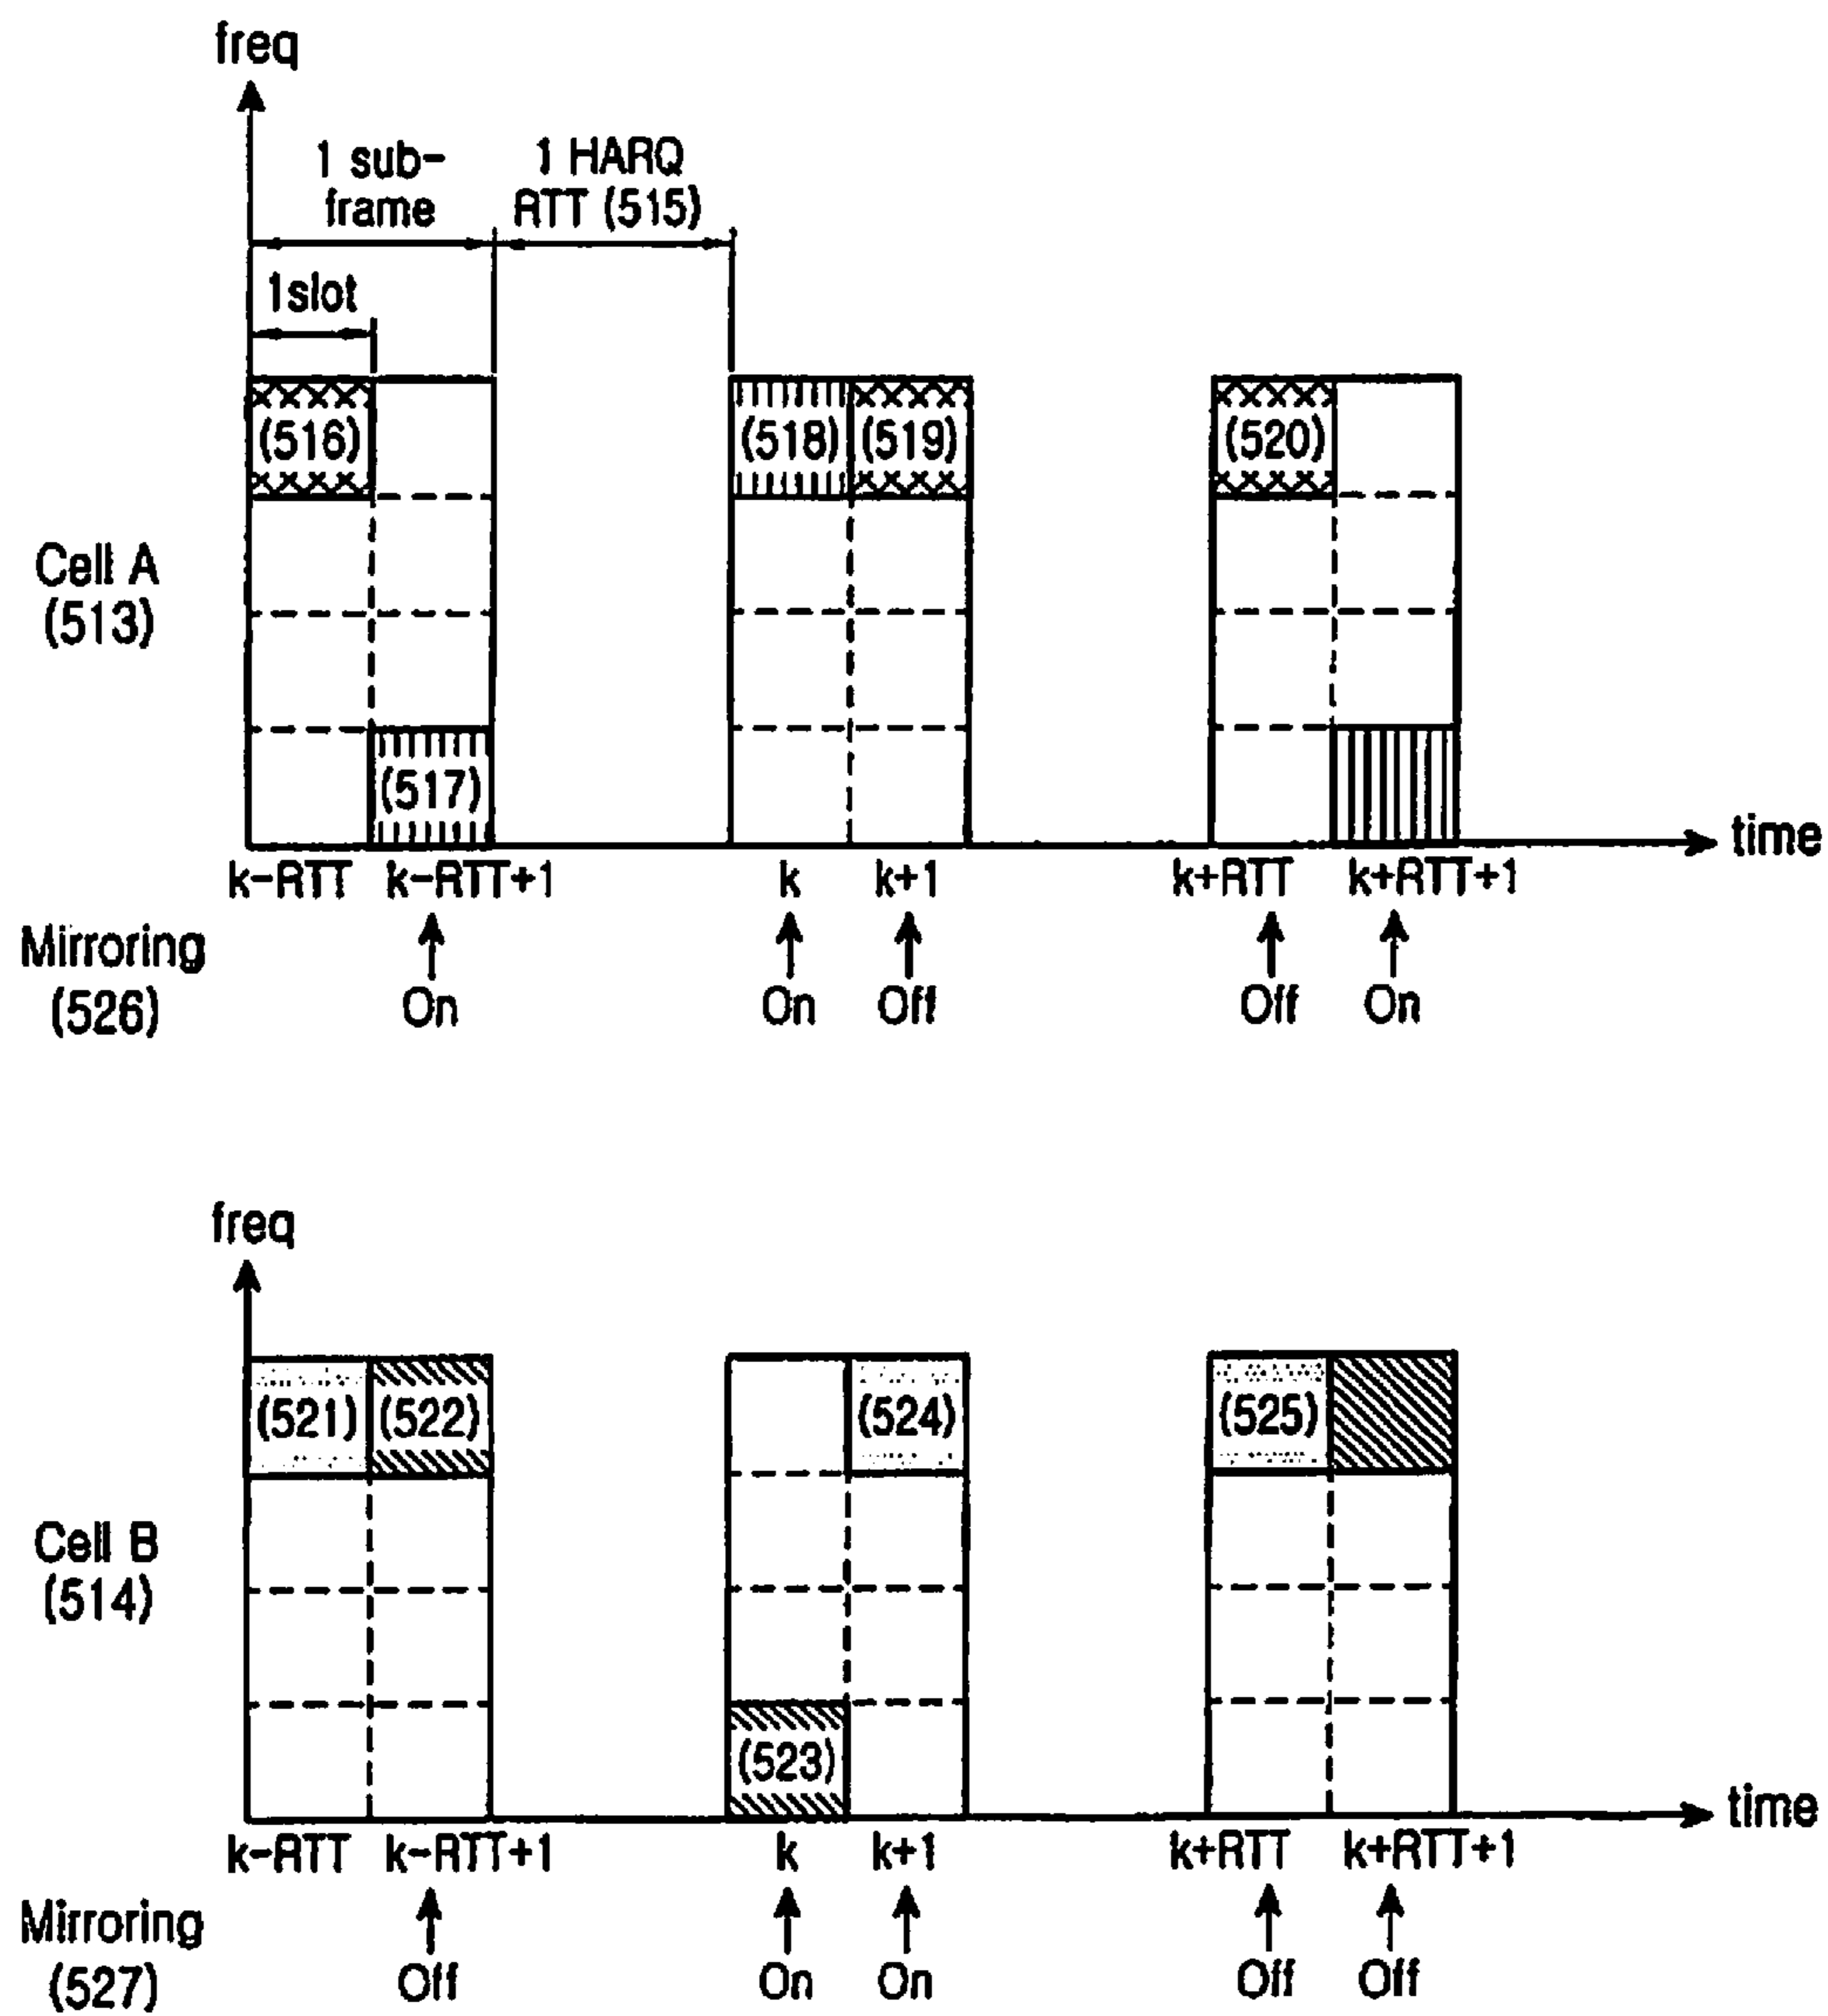 freq
1 sub-
frame
1 HARQ
RTT (515)
1slot
(516)
(518)
(519)
(520)
Cell A
(513)
(517)
time
k-RTT
k-RTT+1
k
k+1
k+RTT
k+RTT+1
Mirroring
(526)
On
On
Off
Off
On
freq
(521)
(522)
(524)
(525)
Cell B
(514)
(523)
time
k-RTT
k-RTT+1
k
k+1
k+RTT
k+RTT+1
Mirroring
(527)
Off
On
On
Off
Off